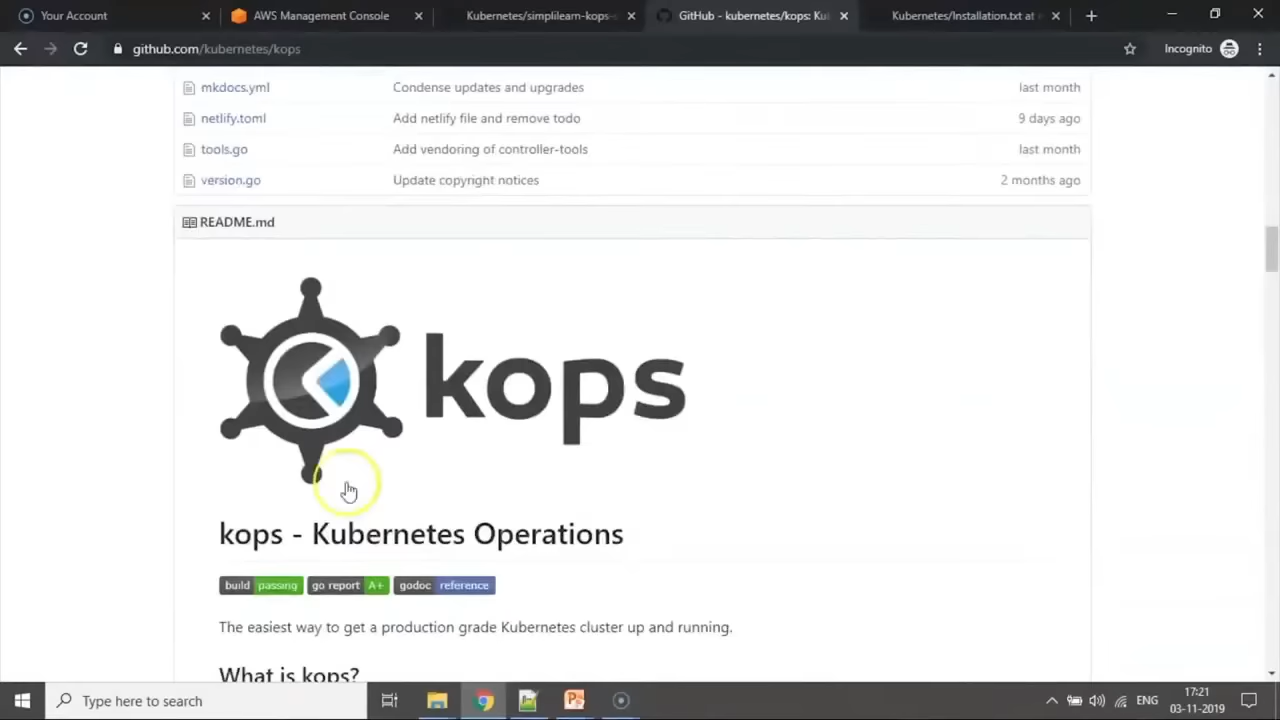 Your Account
AWS Management Console
Kubernetes/simplilearn-kops-s
GitHub - kubernetes/kops: Ku
Kubernetes/Installation.txt at
github.com/kubernetes/kops
Incognito
mkdocs.yml Condense updates and upgrades last month
netlify.toml Add netlify file and remove todo 9 days ago
tools.go Add vendoring of controller-tools last month
version.go Update copyright notices 2 months ago
README.md
kops
kops - Kubernetes Operations
build passing go report A+ godoc reference
The easiest way to get a production grade Kubernetes cluster up and running.
What is kops?
Type here to search
ENG
17:21
03-11-2019